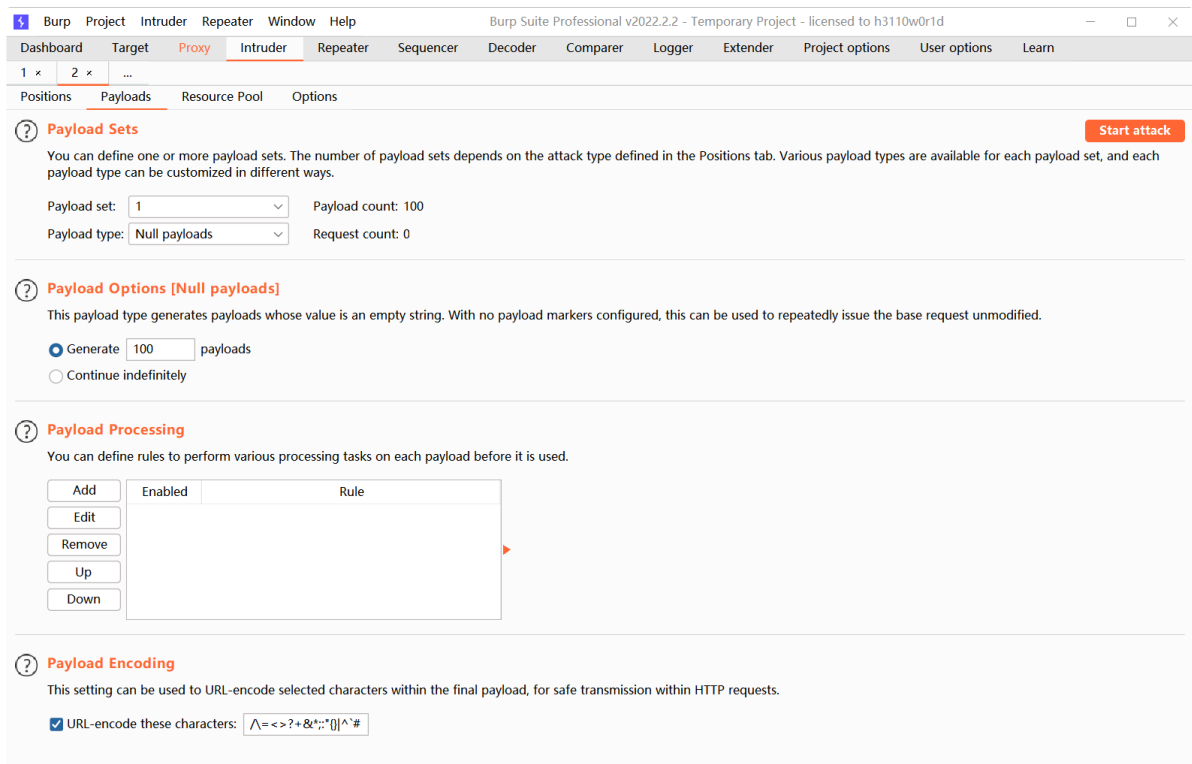 Burp Project Intruder Repeater Window Help Burp Suite Professional v2022.2.2 - Temporary Project - licensed to h3110w0r1d
Dashboard Target Proxy Intruder Repeater Sequencer Decoder Comparer Logger Extender Project options User options Learn
1 × 2 × ...
Positions Payloads Resource Pool Options
? Payload Sets Start attack
You can define one or more payload sets. The number of payload sets depends on the attack type defined in the Positions tab. Various payload types are available for each payload set, and each
payload type can be customized in different ways.
Payload set: 1 Payload count: 100
Payload type: Null payloads Request count: 0
? Payload Options [Null payloads]
This payload type generates payloads whose value is an empty string. With no payload markers configured, this can be used to repeatedly issue the base request unmodified.
Generate 100 payloads
Continue indefinitely
? Payload Processing
You can define rules to perform various processing tasks on each payload before it is used.
Add Enabled Rule
Edit
Remove
Up
Down
? Payload Encoding
This setting can be used to URL-encode selected characters within the final payload, for safe transmission within HTTP requests.
URL-encode these characters: /\=<>?+&*;:"{}|^`#